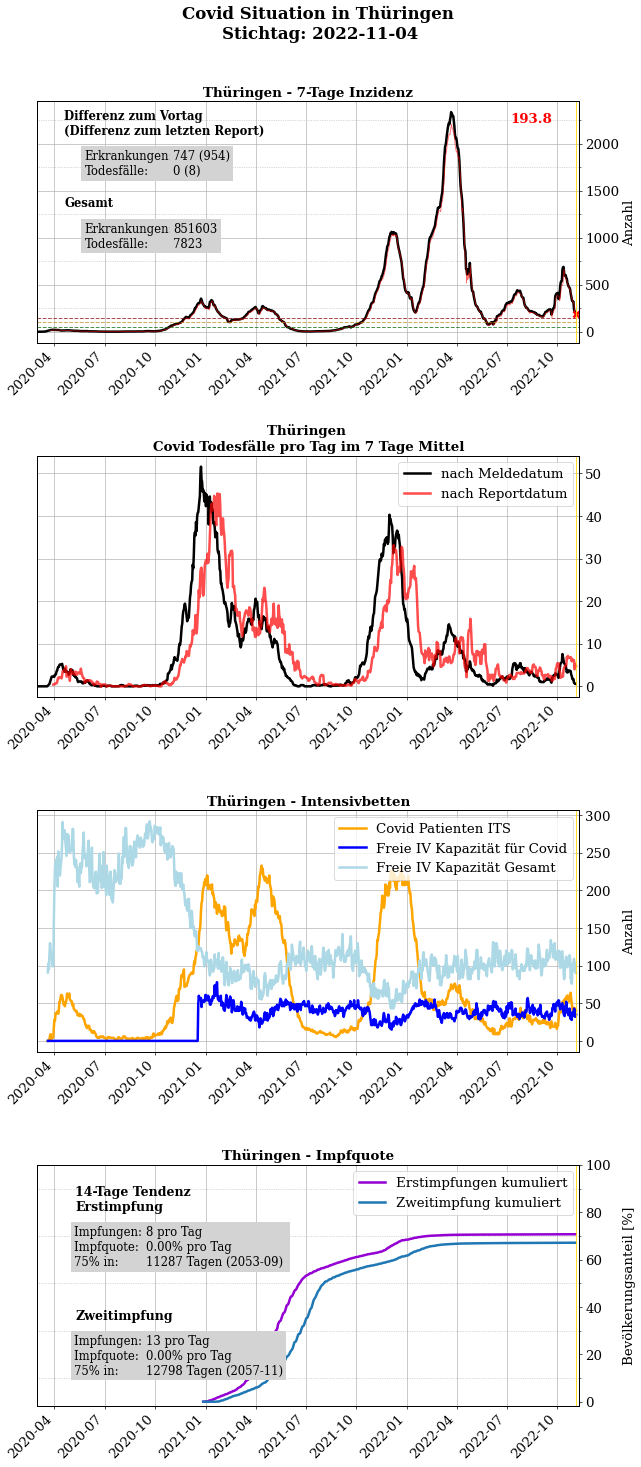 Covid Situation in Thüringen
Stichtag: 2022-11-04
Thüringen - 7-Tage Inzidenz
Differenz zum Vortag
(Differenz zum letzten Report)
Erkrankungen 747 (954)
Todesfälle: 0 (8)
Gesamt
Erkrankungen 851603
Todesfälle: 7823
193.8
2000
1500
1000
500
0
Anzahl
2020-04
2020-07
2020-10
2021-01
2021-04
2021-07
2021-10
2022-01
2022-04
2022-07
2022-10
Thüringen
Covid Todesfälle pro Tag im 7 Tage Mittel
nach Meldedatum
nach Reportdatum
50
40
30
20
10
0
2020-04
2020-07
2020-10
2021-01
2021-04
2021-07
2021-10
2022-01
2022-04
2022-07
2022-10
Thüringen - Intensivbetten
Covid Patienten ITS
Freie IV Kapazität für Covid
Freie IV Kapazität Gesamt
300
250
200
150
100
50
0
Anzahl
2020-04
2020-07
2020-10
2021-01
2021-04
2021-07
2021-10
2022-01
2022-04
2022-07
2022-10
Thüringen - Impfquote
14-Tage Tendenz
Erstimpfung
Impfungen: 8 pro Tag
Impfquote: 0.00% pro Tag
75% in: 11287 Tagen (2053-09)
Zweitimpfung
Impfungen: 13 pro Tag
Impfquote: 0.00% pro Tag
75% in: 12798 Tagen (2057-11)
Erstimpfungen kumuliert
Zweitimpfung kumuliert
100
80
60
40
20
0
Bevölkerungsanteil [%]
2020-04
2020-07
2020-10
2021-01
2021-04
2021-07
2021-10
2022-01
2022-04
2022-07
2022-10